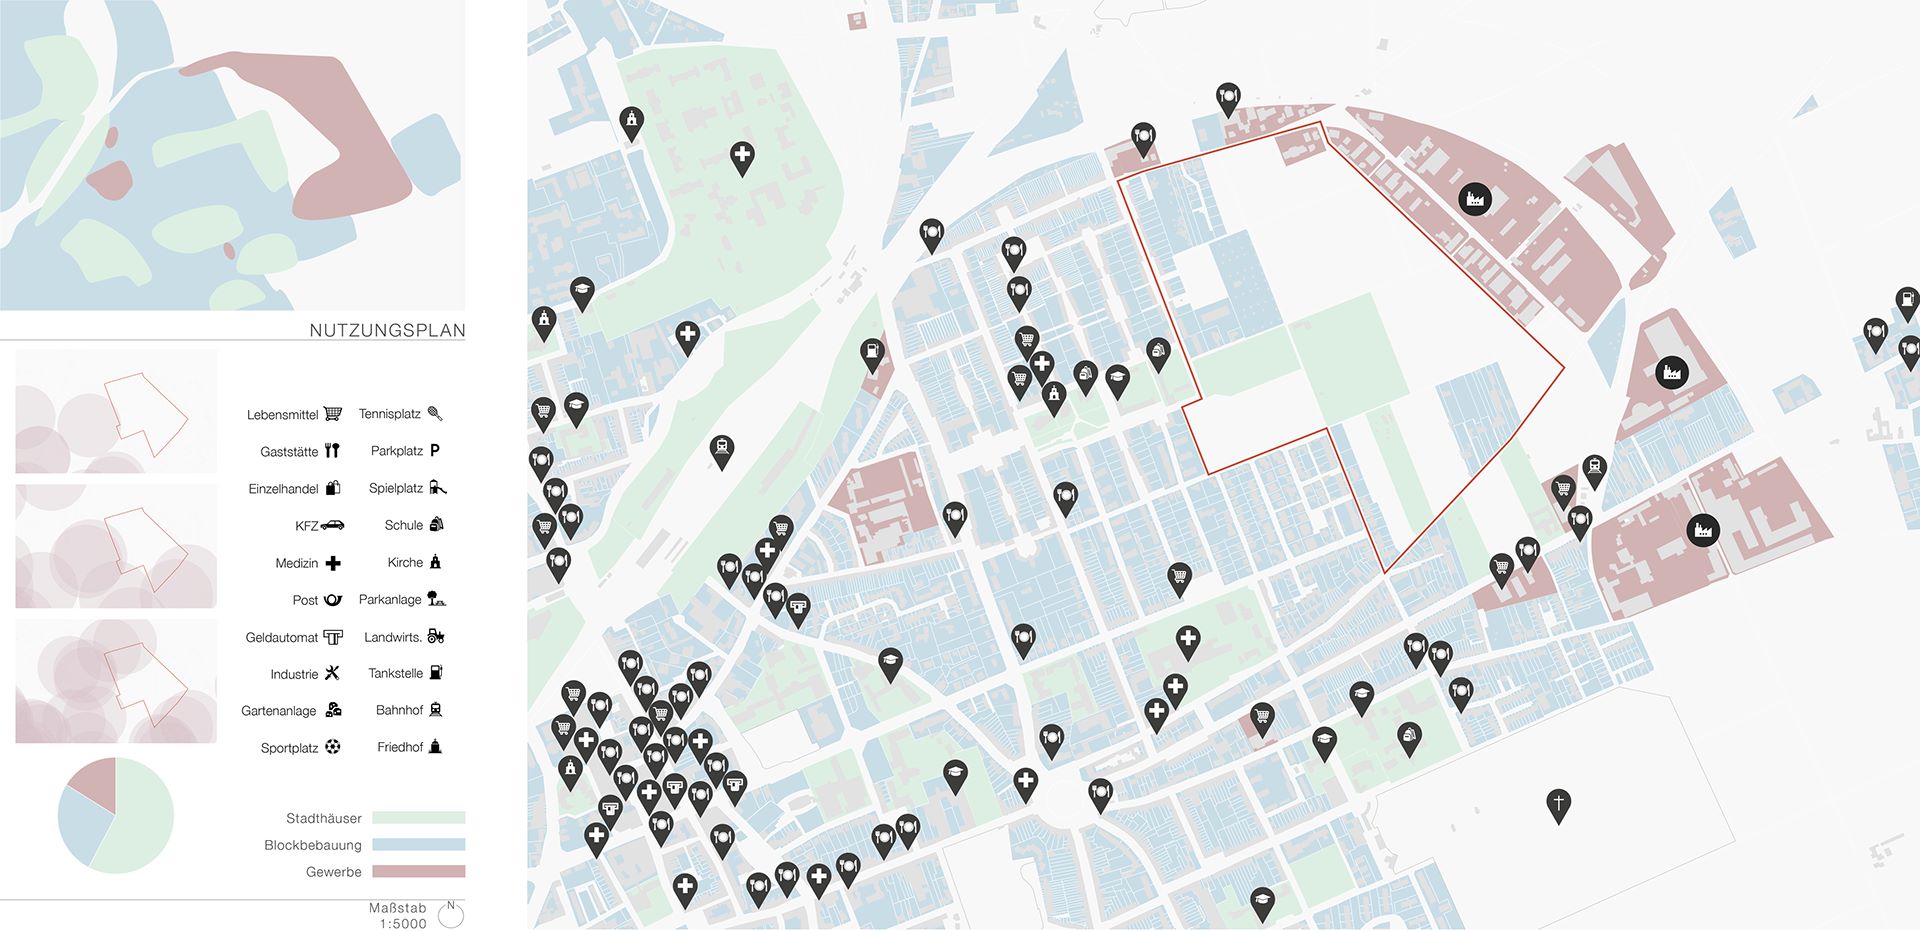 NUTZUNGSPLAN
Lebensmittel
Tennisplatz
Gaststätte
Parkplatz P
Einzelhandel
Spielplatz
KFZ
Schule
Medizin
Kirche
Post
Parkanlage
Geldautomat
Landwirts.
Industrie
Tankstelle
Gartenanlage
Bahnhof
Sportplatz
Friedhof
Stadthäuser
Blockbebauung
Gewerbe
Maßstab
1:5000
N